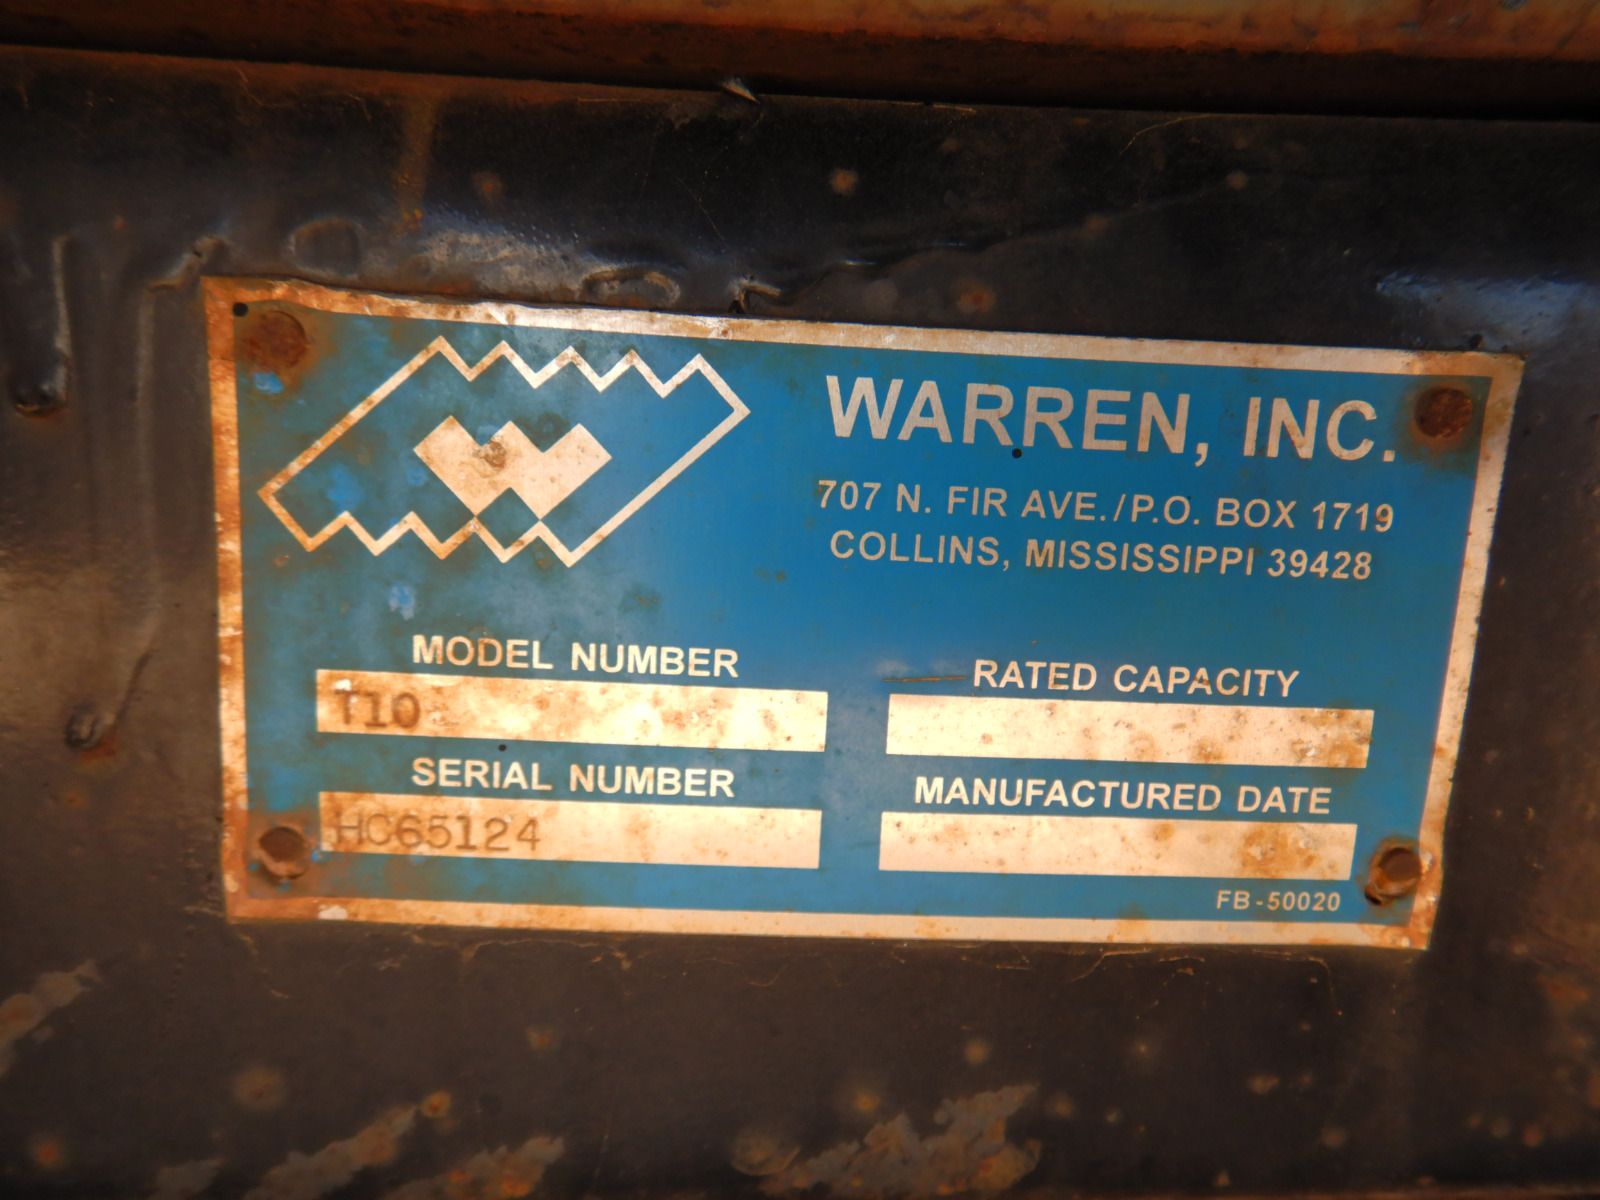 WARREN, INC.
707 N. FIR AVE./P.O. BOX 1719
COLLINS, MISSISSIPPI 39428
MODEL NUMBER
T10
RATED CAPACITY
SERIAL NUMBER
HC65124
MANUFACTURED DATE
FB-50020